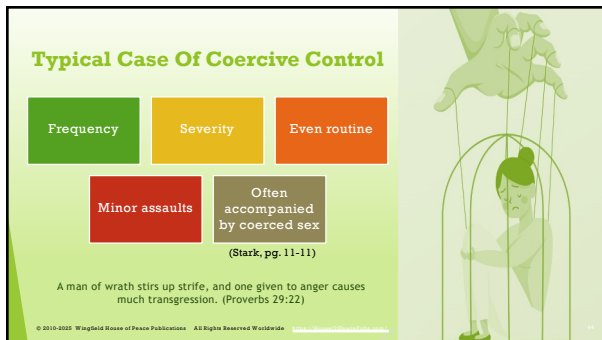 Typical Case Of Coercive Control
Frequency
Severity
Even routine
Minor assaults
Often
accompanied
by coerced sex
(Stark, pg. 11-11)
A man of wrath stirs up strife, and one given to anger causes
much transgression. (Proverbs 29:22)
© 2010-2025 Wingfield House of Peace Publications All Rights Reserved Worldwide